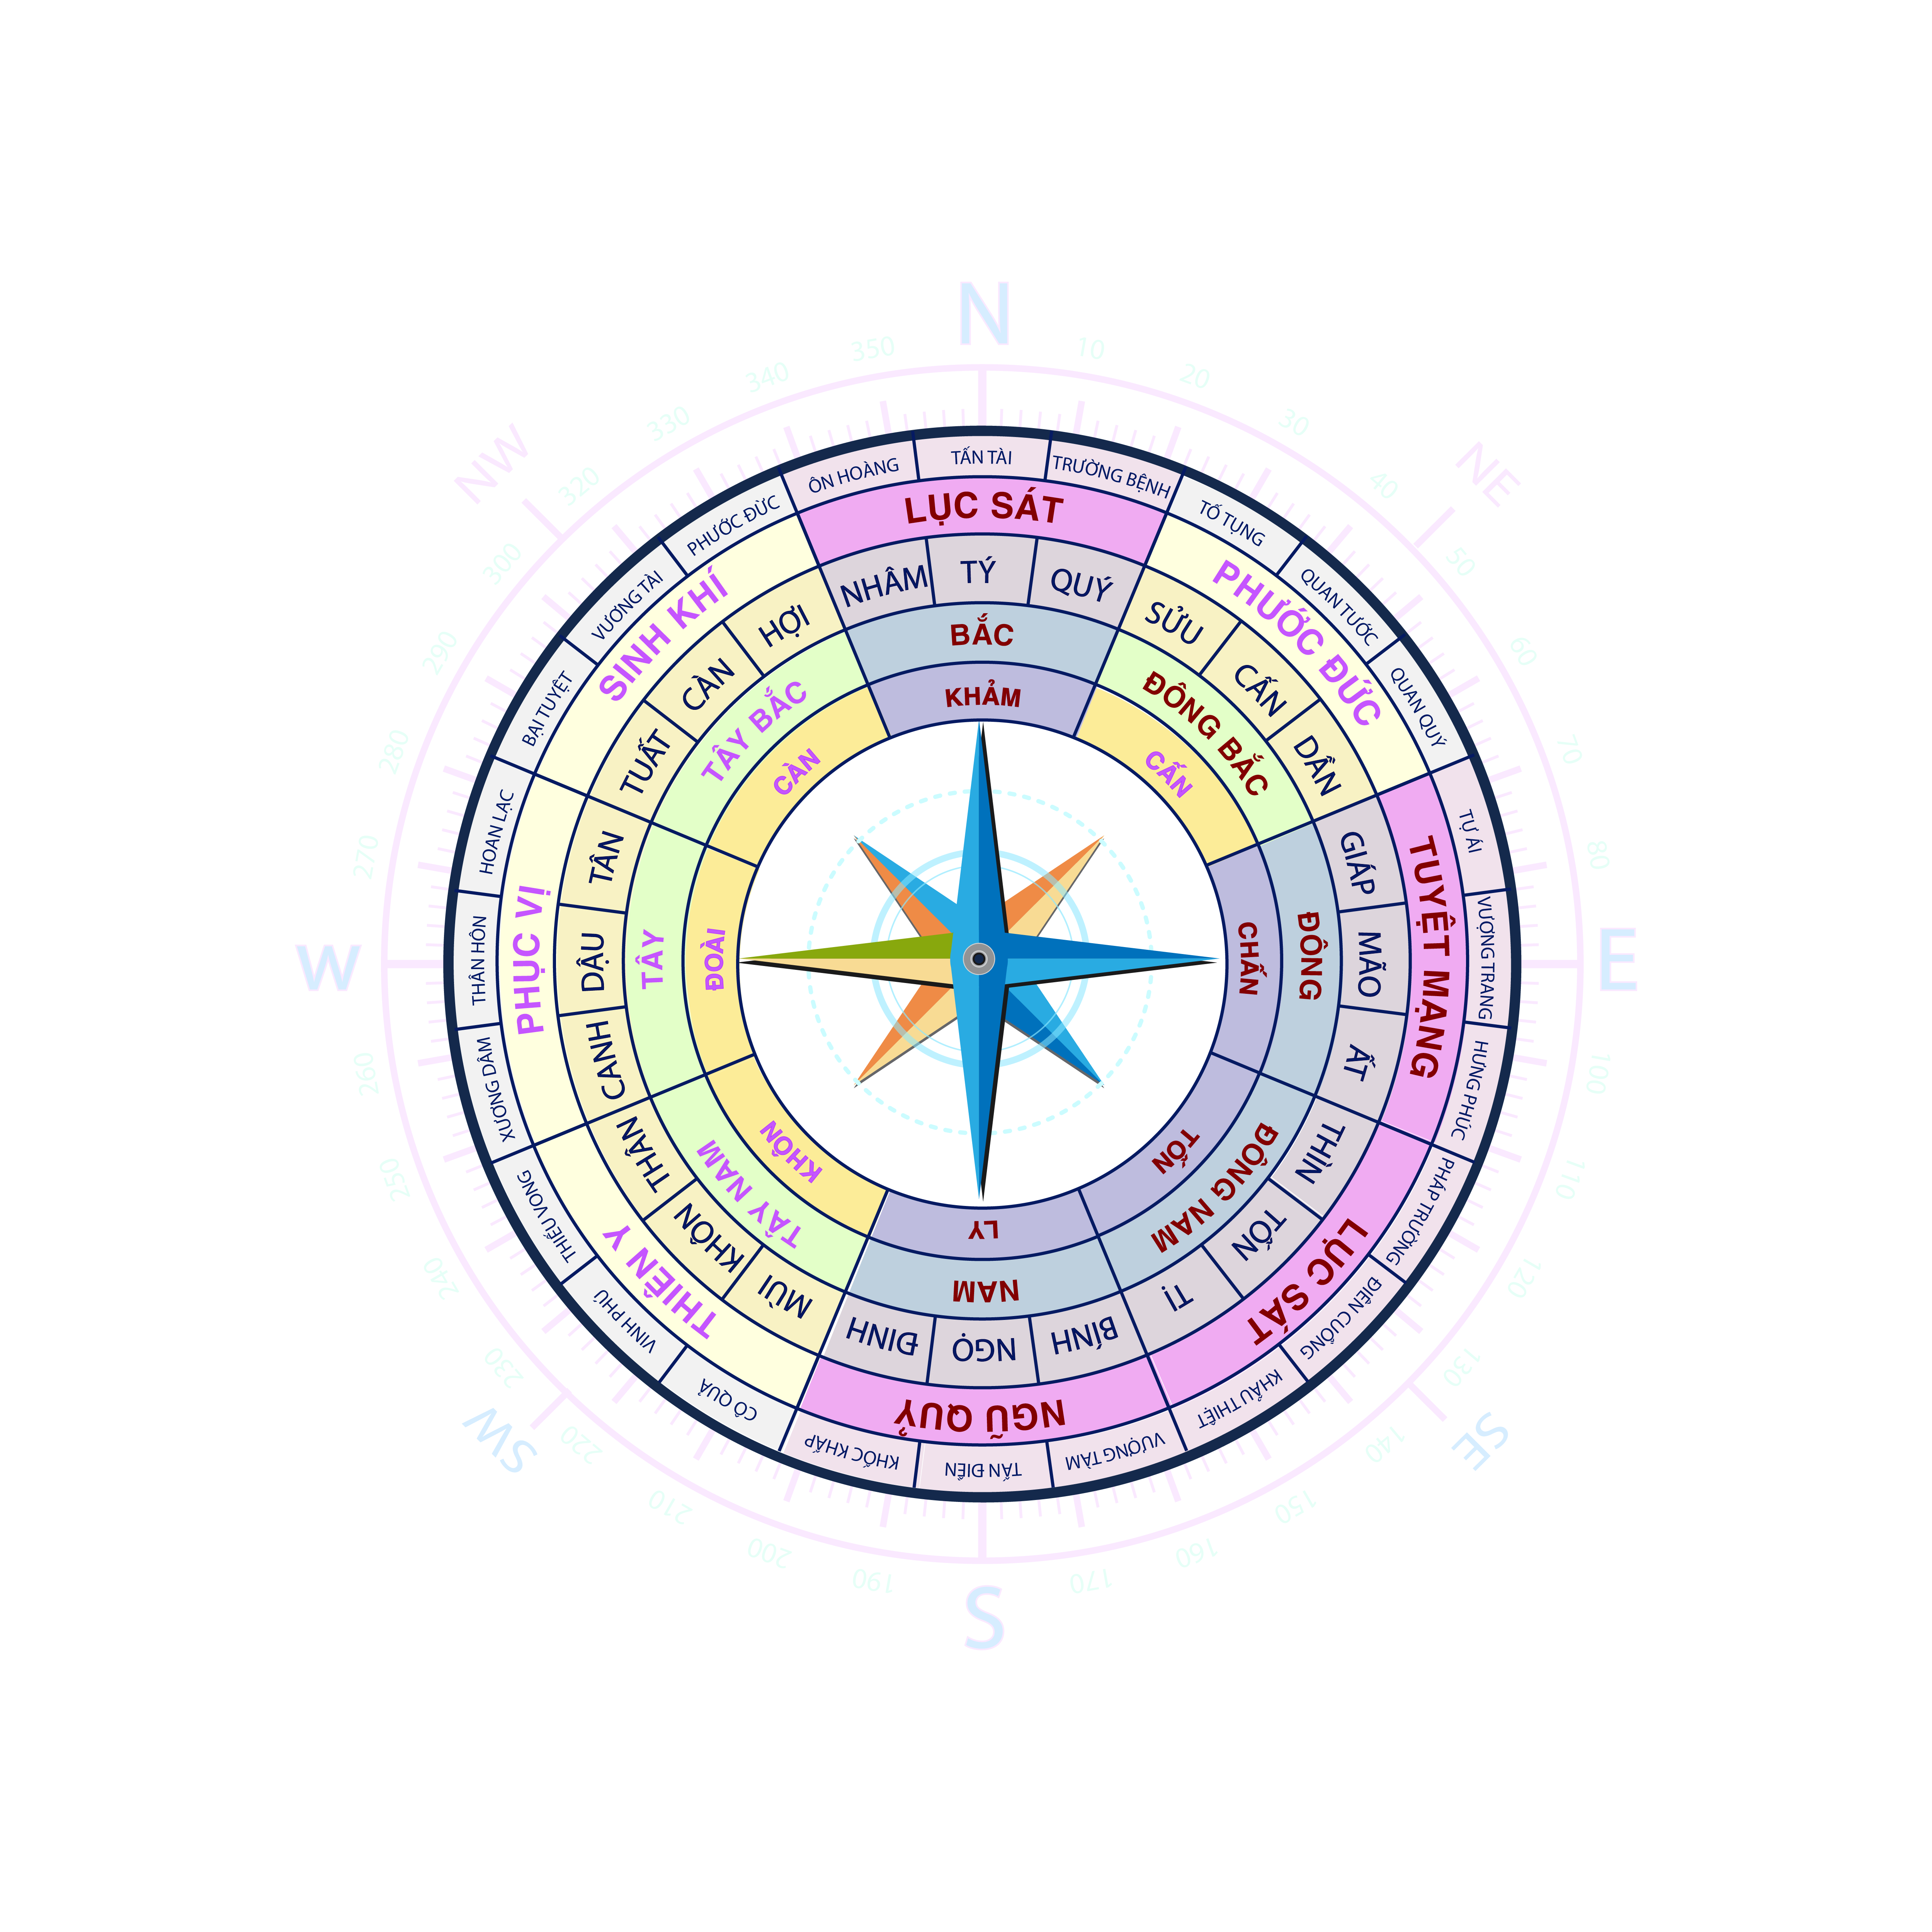 N
NE
E
SE
S
SW
W
NW
10
20
30
40
50
60
70
80
100
110
120
130
140
150
160
170
190
200
210
220
230
240
250
260
270
280
290
300
320
330
340
350
ÔN HOÀNG
TẤN TÀI
TRƯỜNG BỆNH
TỐ TỤNG
QUAN TƯỚC
QUAN QUÝ
TỰ ÁI
VƯỢNG TRANG
HƯNG PHÚC
PHÁP TRƯỜNG
ĐIÊN CUỒNG
KHẨU THIỆT
VƯỢNG TÀM
TẤN ĐIỀN
KHỐC KHẤP
CÔ QUẢ
VINH PHÚ
THIẾU VONG
XƯƠNG DÂM
THÂN HÔN
HOAN LẠC
BẠI TUYỆT
VƯƠNG TÀI
PHƯỚC ĐỨC
LỤC SÁT
PHƯỚC ĐỨC
TUYỆT MẠNG
LỤC SÁT
NGŨ QUỶ
THIÊN Y
PHỤC VỊ
SINH KHÍ
NHÂM
TÝ
QUÝ
SỬU
CẤN
DẦN
GIÁP
MÃO
ẤT
THÌN
TỐN
TỊ
BÍNH
NGỌ
ĐINH
MÙI
KHÔN
THÂN
CANH
DẬU
TÂN
TUẤT
CÀN
HỢI
BẮC
ĐÔNG BẮC
ĐÔNG
ĐÔNG NAM
NAM
TÂY NAM
TÂY
TÂY BẮC
KHẢM
CẤN
CHẤN
TỐN
LY
KHÔN
ĐOÀI
CÀN